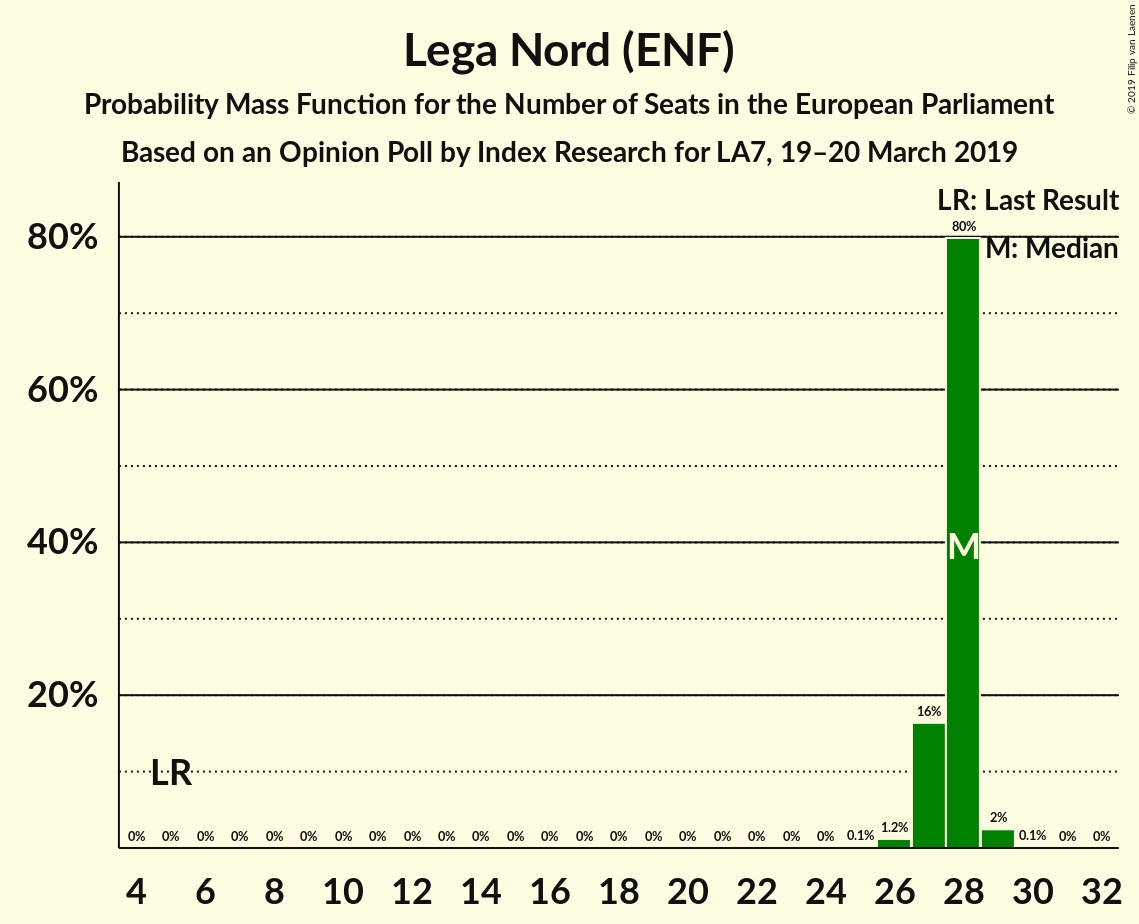 Lega Nord (ENF)
Probability Mass Function for the Number of Seats in the European Parliament
Based on an Opinion Poll by Index Research for LA7, 19–20 March 2019
© 2019 Filip van Laenen
LR: Last Result
M: Median
80%
60%
40%
20%
LR
M
0% 0% 0% 0% 0% 0% 0% 0% 0% 0% 0% 0% 0% 0% 0% 0% 0% 0% 0% 0% 0% 0.1% 1.2% 16% 80% 2% 0.1% 0% 0%
4 6 8 10 12 14 16 18 20 22 24 26 28 30 32